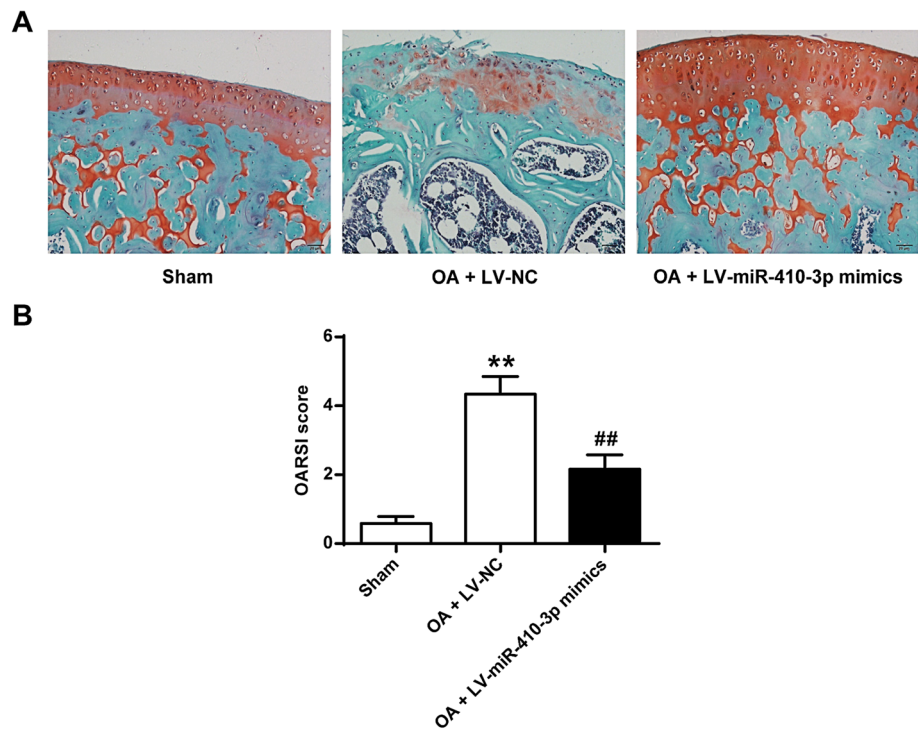 A
Sham
OA + LV-NC
OA + LV-miR-410-3p mimics
B
OARSI score
6
4
2
0
**
##
Sham
OA + LV-NC
OA + LV-miR-410-3p mimics